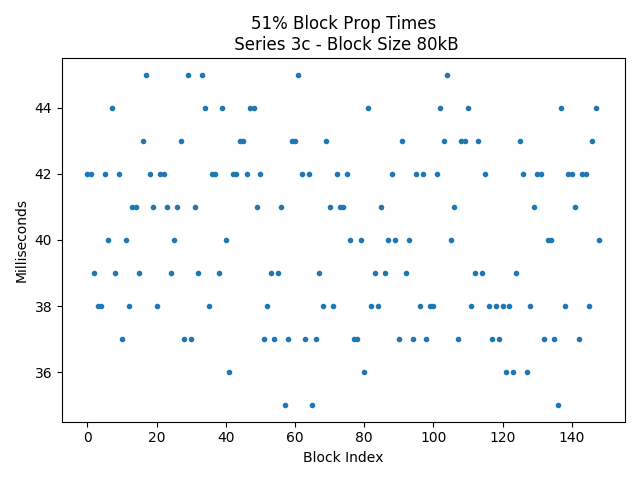 51% Block Prop Times
Series 3c - Block Size 80kB
Milliseconds
44
42
40
38
36
0 20 40 60 80 100 120 140
Block Index